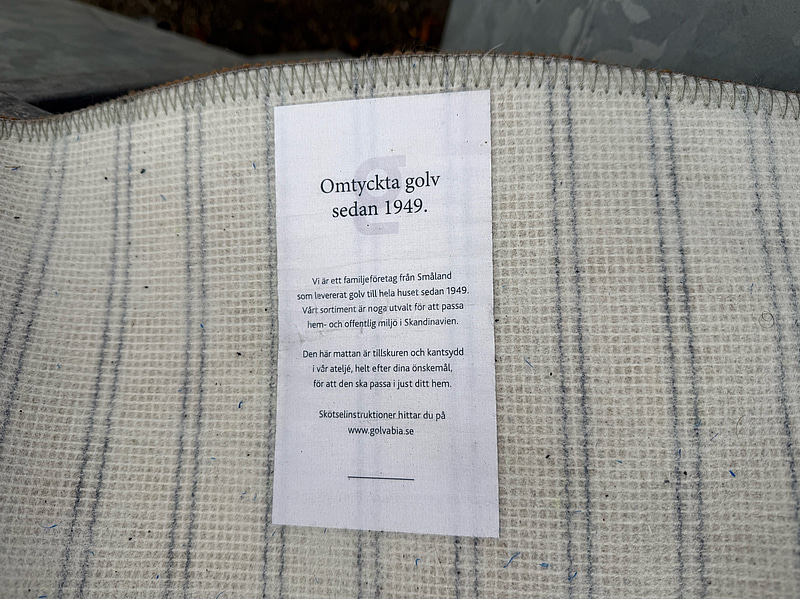 Omtyckta golv
sedan 1949.
Vi är ett familjeföretag från Småland
som levererat golv till hela huset sedan 1949.
Vårt sortiment är noga utvalt för att passa
hem- och offentlig miljö i Skandinavien.
Den här mattan är tillskuren och kantsydd
i vår ateljé, helt efter dina önskemål,
för att den ska passa i just ditt hem.
Skötselinstruktioner hittar du på
www.golvabia.se